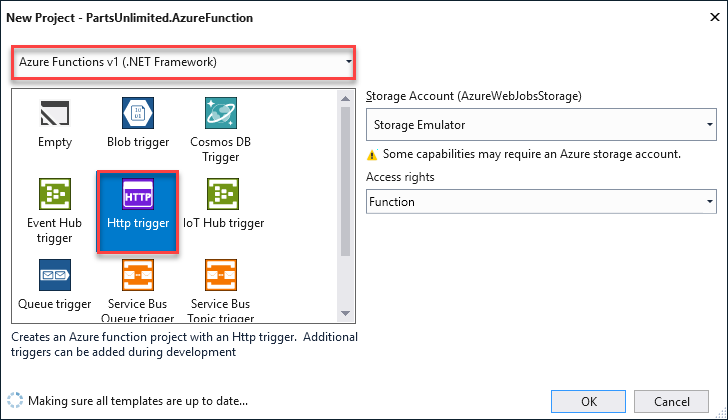 New Project - PartsUnlimited.AzureFunction
Azure Functions v1 (.NET Framework)
Empty
Blob trigger
Cosmos DB
Trigger
Event Hub
trigger
HTTP
Http trigger
IoT Hub trigger
Queue trigger
Service Bus
Queue trigger
Service Bus
Topic trigger
Creates an Azure function project with an Http trigger. Additional
triggers can be added during development
Storage Account (AzureWebJobsStorage)
Storage Emulator
Some capabilities may require an Azure storage account.
Access rights
Function
Making sure all templates are up to date...
OK
Cancel